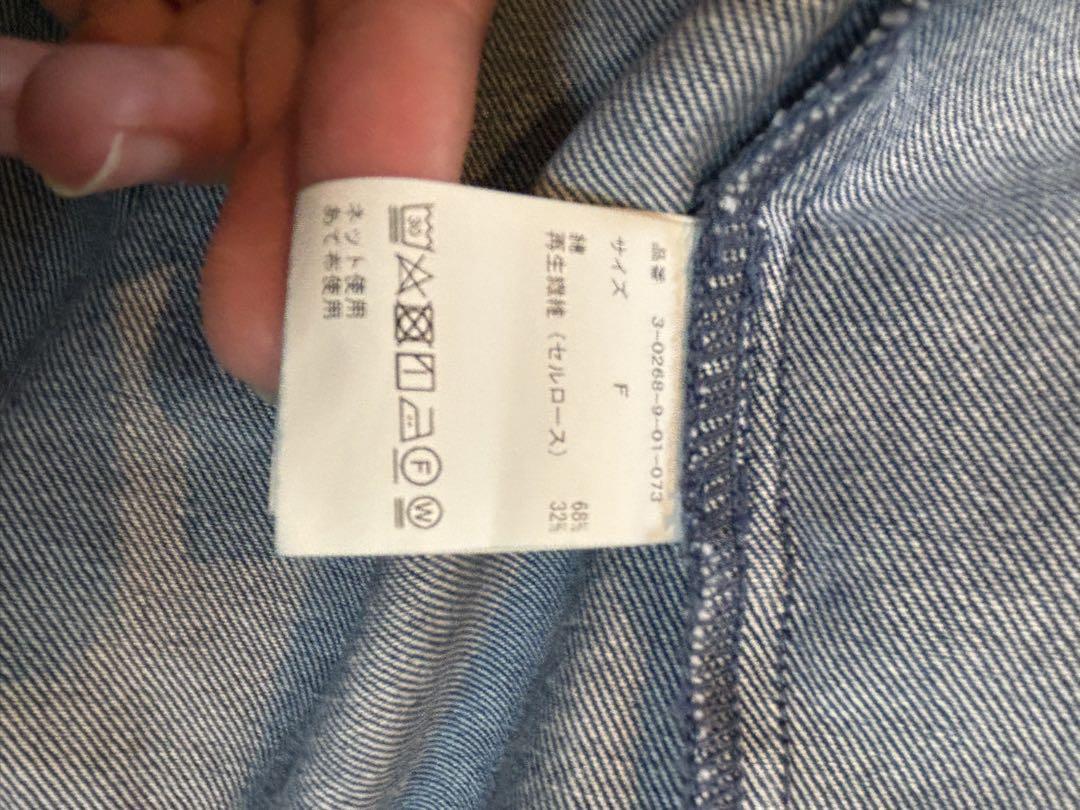 品番 3-0268-9-01-073
サイズ F
綿 68%
再生繊維(セルロース) 32%
30
F
W
ネット使用
あて布使用